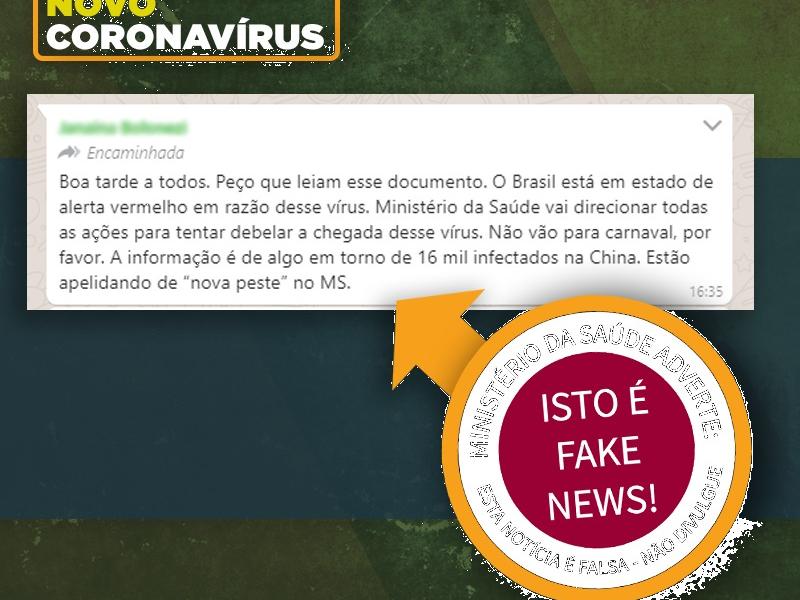 NOVO
CORONAVÍRUS
Encaminhada
Boa tarde a todos. Peço que leiam esse documento. O Brasil está em estado de
alerta vermelho em razão desse vírus. Ministério da Saúde vai direcionar todas
as ações para tentar debelar a chegada desse vírus. Não vão para carnaval, por
favor. A informação é de algo em torno de 16 mil infectados na China. Estão
apelidando de “nova peste” no MS.
16:35
MINISTÉRIO DA SAÚDE ADVERTE:
ISTO É
FAKE
NEWS!
ESTA NOTÍCIA É FALSA - NÃO DIVULGUE